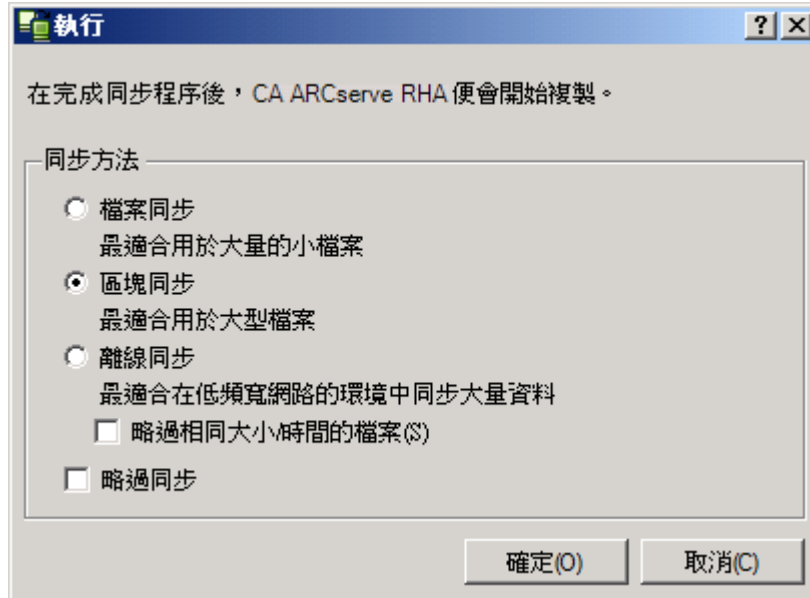 執行
在完成同步程序後，CA ARCserve RHA 便會開始複製。
同步方法
檔案同步
最適合用於大量的小檔案
區塊同步
最適合用於大型檔案
離線同步
最適合在低頻寬網路的環境中同步大量資料
略過相同大小/時間的檔案(S)
略過同步
確定(O) 取消(C)